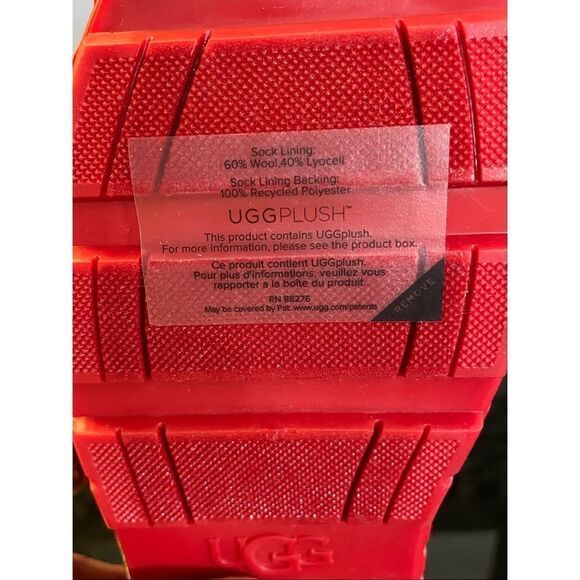 Sock Lining:
60% Wool,40% Lyocell
Sock Lining Backing:
100% Recycled Polyester
UGGPLUSH™
This product contains UGGplush.
For more information, please see the product box.
Ce produit contient UGGplush.
Pour plus d'informations, veuillez vous
rapporter a la boîte du produit
RN 88276
May be covered by Pat: www.ugg.com/patents
REMOVE
UGG